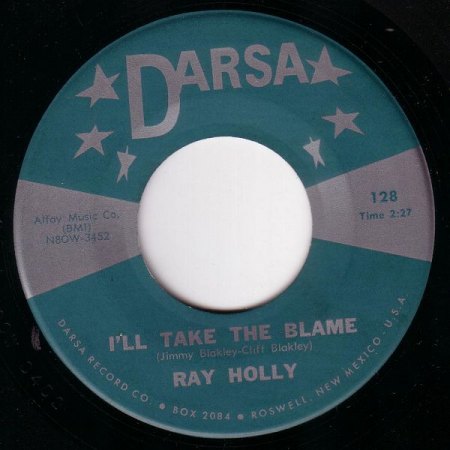 DARSA
128
Time 2:27
Affay Music Co.
(BMI)
N8OW-3452
I'LL TAKE THE BLAME
(Jimmy Blakley-Cliff Blakley)
RAY HOLLY
DARSA RECORD CO. ● BOX 2084 ● ROSWELL, NEW MEXICO - U.S.A.